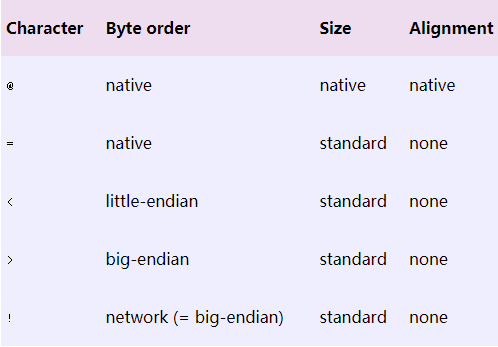 Character Byte order Size Alignment
@ native native native
= native standard none
< little-endian standard none
> big-endian standard none
! network (= big-endian) standard none